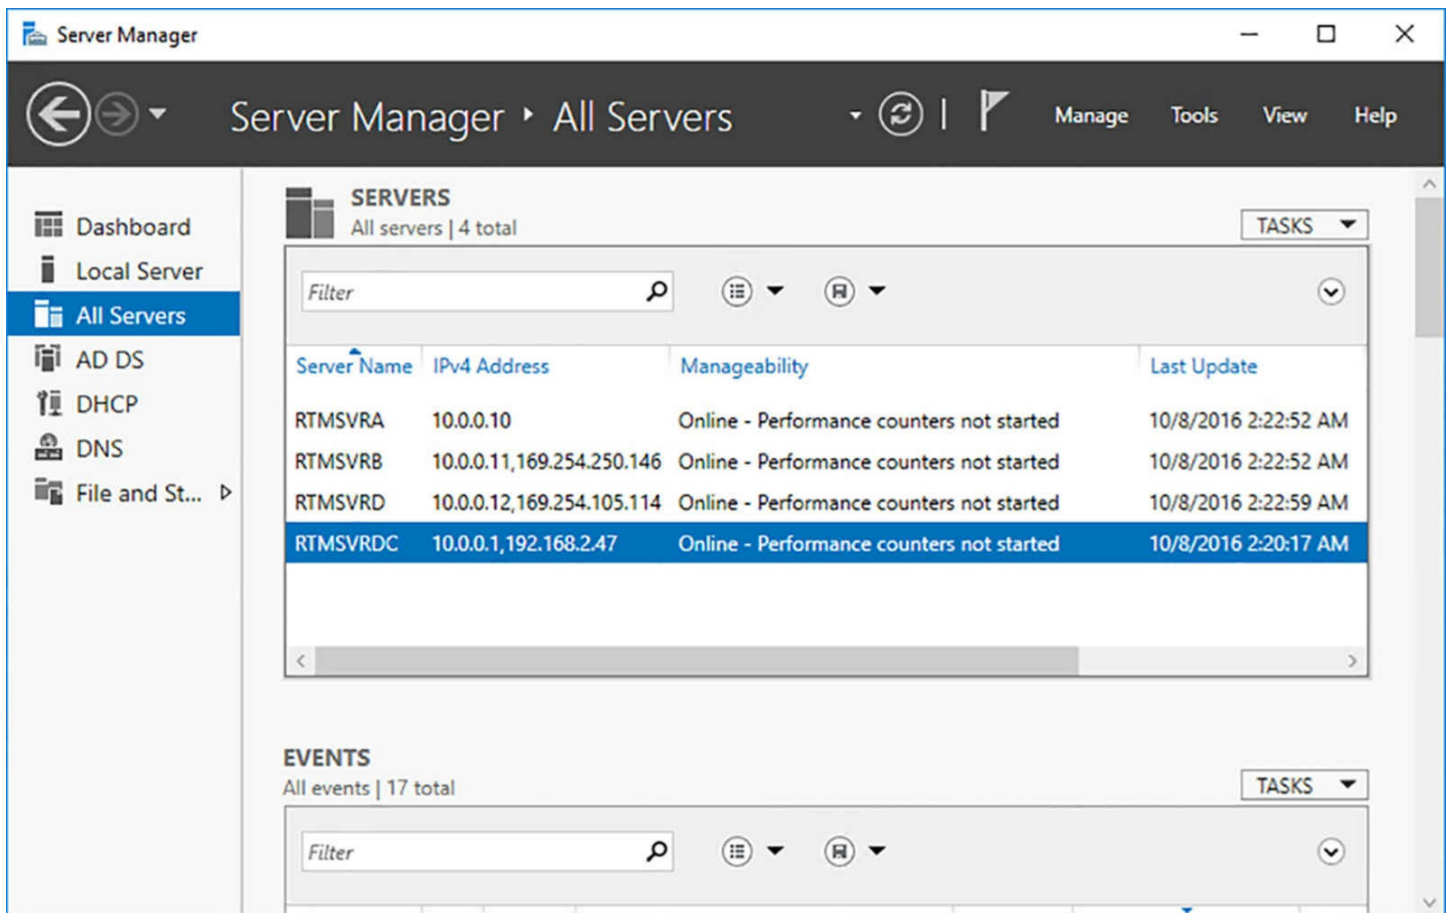 Server Manager
Server Manager ‣ All Servers
Manage Tools View Help
Dashboard
Local Server
All Servers
AD DS
DHCP
DNS
File and St...
SERVERS
All servers | 4 total
TASKS
Filter
Server Name IPv4 Address Manageability Last Update
RTMSVRA 10.0.0.10 Online - Performance counters not started 10/8/2016 2:22:52 AM
RTMSVRB 10.0.0.11,169.254.250.146 Online - Performance counters not started 10/8/2016 2:22:52 AM
RTMSVRD 10.0.0.12,169.254.105.114 Online - Performance counters not started 10/8/2016 2:22:59 AM
RTMSVRDC 10.0.0.1,192.168.2.47 Online - Performance counters not started 10/8/2016 2:20:17 AM
EVENTS
All events | 17 total
TASKS
Filter